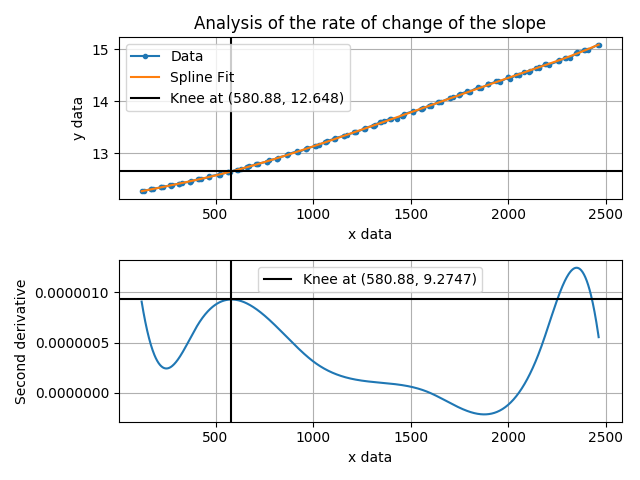 Analysis of the rate of change of the slope
Data
Spline Fit
Knee at (580.88, 12.648)
15
14
13
y data
500 1000 1500 2000 2500
x data
Knee at (580.88, 9.2747)
0.0000010
0.0000005
0.0000000
Second derivative
500 1000 1500 2000 2500
x data